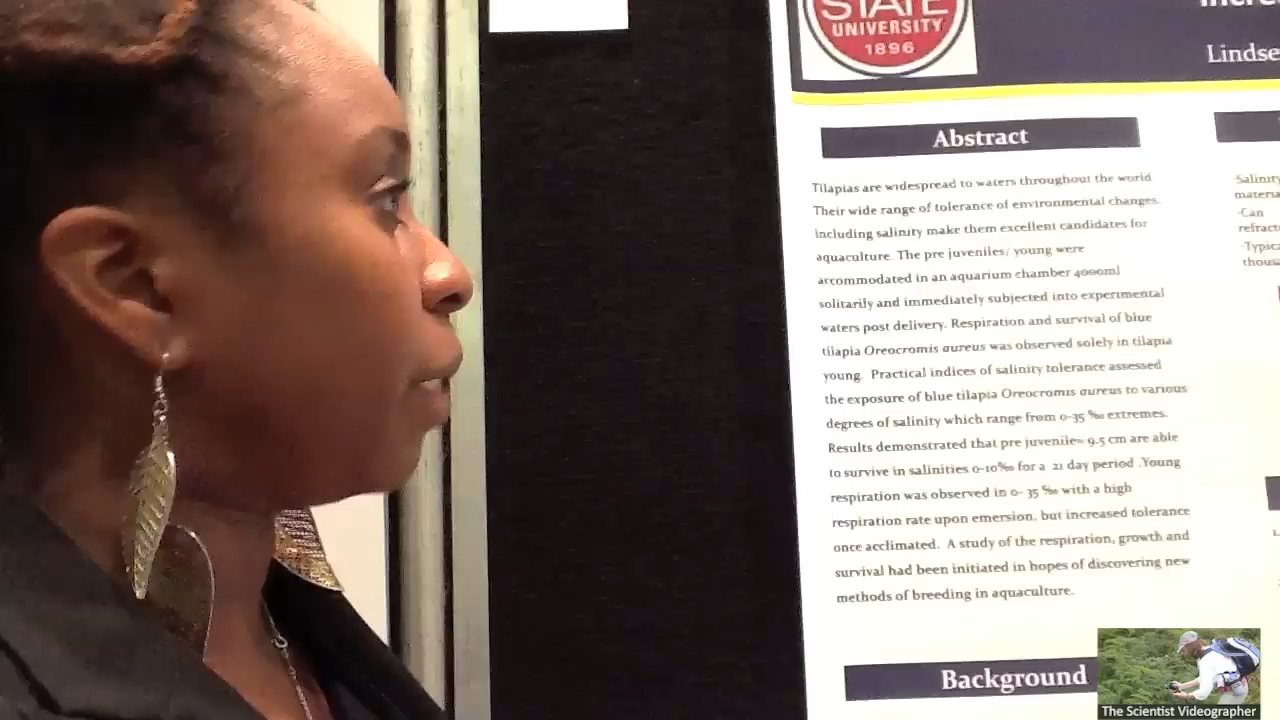 STATE
UNIVERSITY
1896
Lindse
Abstract
Tilapias are widespread to waters throughout the world
Their wide range of tolerance of environmental changes.
including salinity make them excellent candidates for
aquaculture. The pre juveniles/ young were
accommodated in an aquarium chamber 4000ml
solitarily and immediately subjected into experimental
waters post delivery. Respiration and survival of blue
tilapia Oreocromis aureus was observed solely in tilapia
young. Practical indices of salinity tolerance assessed
the exposure of blue tilapia Oreocromis aureus to various
degrees of salinity which range from 0-35 ‰ extremes.
Results demonstrated that pre juvenile= 9.5 cm are able
to survive in salinities 0-10‰ for a 21 day period .Young
respiration was observed in 0- 35 ‰ with a high
respiration rate upon emersion, but increased tolerance
once acclimated. A study of the respiration, growth and
survival had been initiated in hopes of discovering new
methods of breeding in aquaculture.
Background
Salinity
materia
-Can
refract
-Typica
thousa
The Scientist Videographer